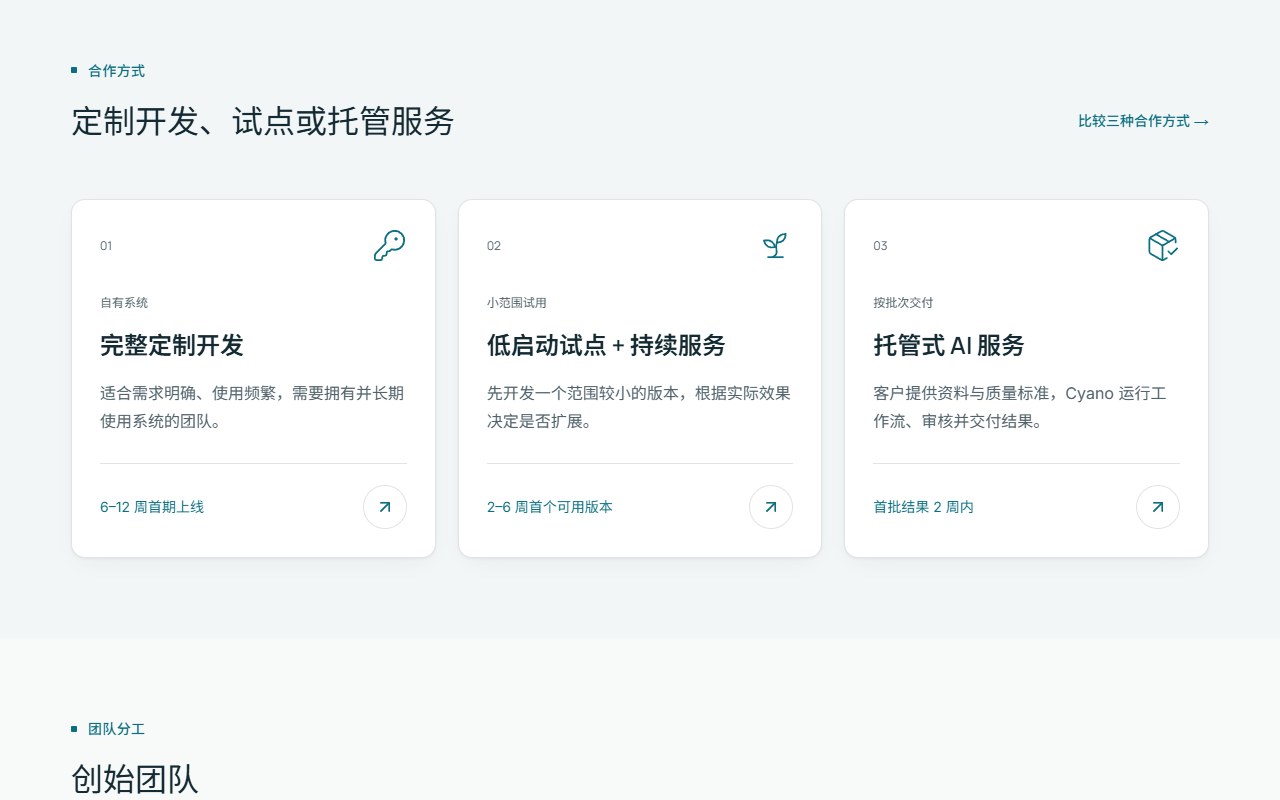 合作方式
定制开发、试点或托管服务
比较三种合作方式 →
01
自有系统
完整定制开发
适合需求明确、使用频繁，需要拥有并长期
使用系统的团队。
6–12 周首期上线
02
小范围试用
低启动试点 + 持续服务
先开发一个范围较小的版本，根据实际效果
决定是否扩展。
2–6 周首个可用版本
03
按批次交付
托管式 AI 服务
客户提供资料与质量标准，Cyano 运行工
作流、审核并交付结果。
首批结果 2 周内
团队分工
创始团队